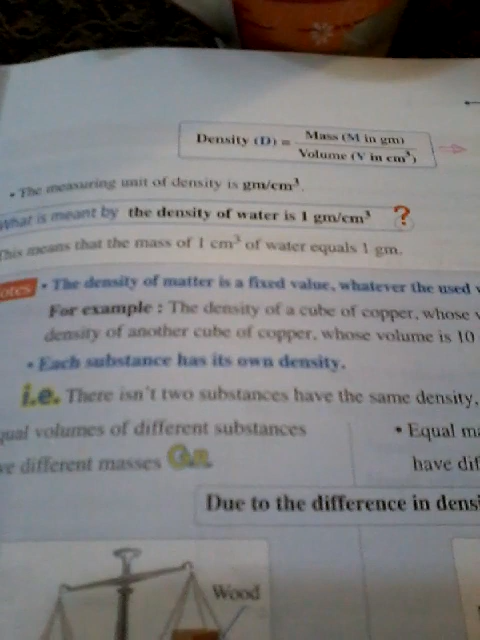 Density (D) = Mass (M in gm) / Volume (V in cm³)
• The measuring unit of density is gm/cm³.
What is meant by the density of water is 1 gm/cm³ ?
This means that the mass of 1 cm³ of water equals 1 gm.
• The density of matter is a fixed value, whatever the used
For example : The density of a cube of copper, whose
density of another cube of copper, whose volume is 10
• Each substance has its own density.
i.e. There isn't two substances have the same density.
volumes of different substances
different masses G.R.
• Equal
have
Due to the difference in
Wood